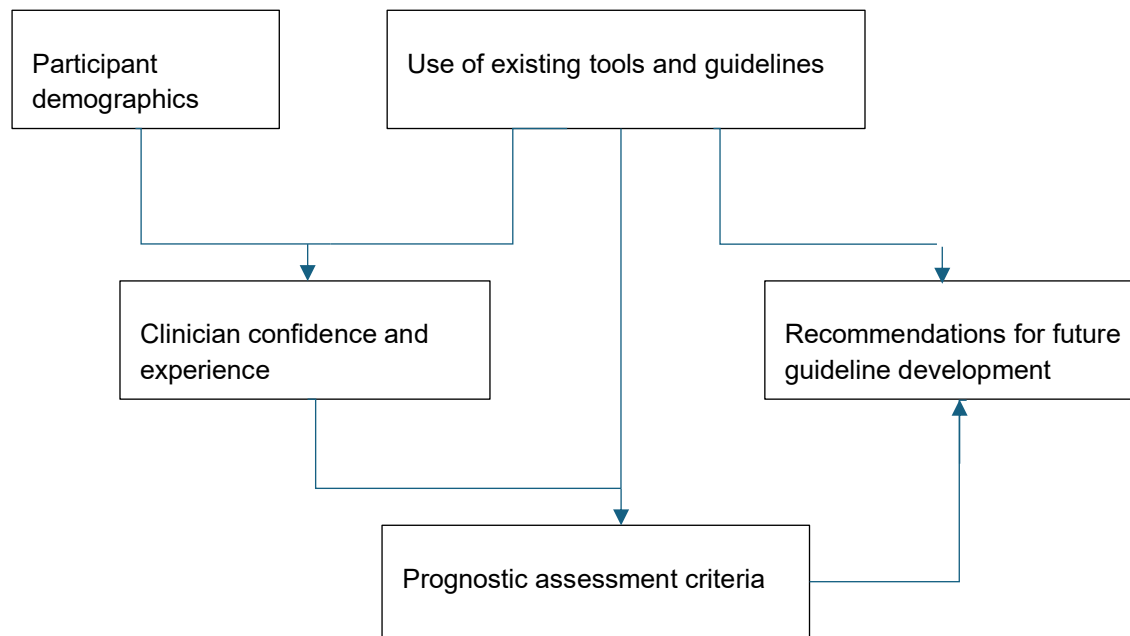 Participant
demographics
Use of existing tools and guidelines
Clinician confidence and
experience
Recommendations for future
guideline development
Prognostic assessment criteria